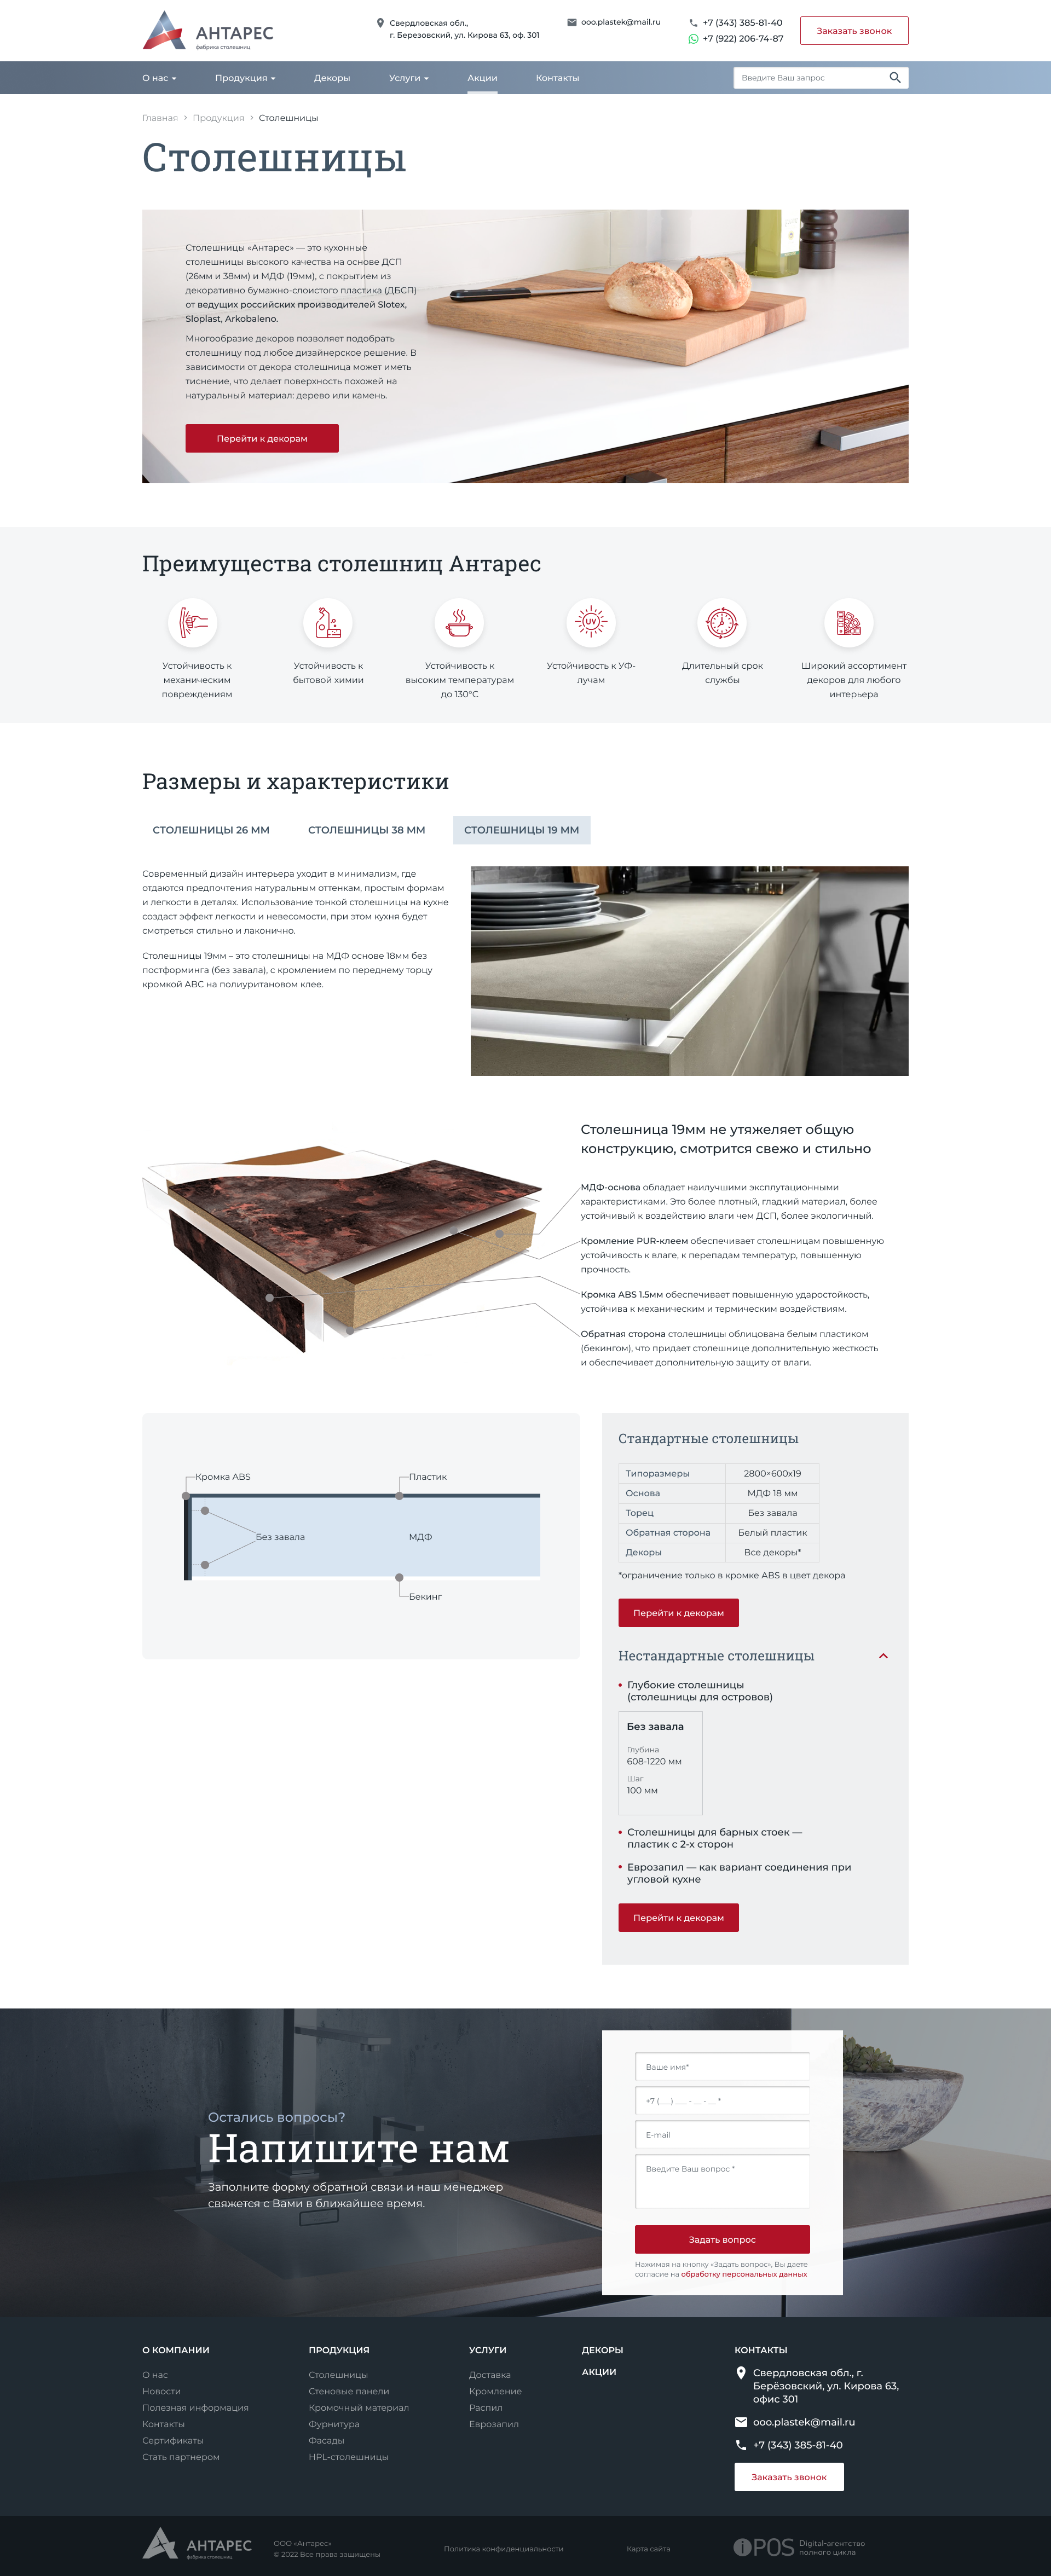 АНТАРЕС
фабрика столешниц
Свердловская обл.,
г. Березовский, ул. Кирова 63, оф. 301
ooo.plastek@mail.ru
+7 (343) 385-81-40
+7 (922) 206-74-87
Заказать звонок
О нас
Продукция
Декоры
Услуги
Акции
Контакты
Введите Ваш запрос
Главная > Продукция > Столешницы
Столешницы
Столешницы «Антарес» — это кухонные
столешницы высокого качества на основе ДСП
(26мм и 38мм) и МДФ (19мм), с покрытием из
декоративно бумажно-слоистого пластика (ДБСП)
от ведущих российских производителей Slotex,
Sloplast, Arkobaleno.
Многообразие декоров позволяет подобрать
столешницу под любое дизайнерское решение. В
зависимости от декора столешница может иметь
тиснение, что делает поверхность похожей на
натуральный материал: дерево или камень.
Перейти к декорам
Преимущества столешниц Антарес
Устойчивость к
механическим
повреждениям
Устойчивость к
бытовой химии
Устойчивость к
высоким температурам
до 130°С
UV
Устойчивость к УФ-
лучам
Длительный срок
службы
Широкий ассортимент
декоров для любого
интерьера
Размеры и характеристики
СТОЛЕШНИЦЫ 26 ММ
СТОЛЕШНИЦЫ 38 ММ
СТОЛЕШНИЦЫ 19 ММ
Современный дизайн интерьера уходит в минимализм, где
отдаются предпочтения натуральным оттенкам, простым формам
и легкости в деталях. Использование тонкой столешницы на кухне
создаст эффект легкости и невесомости, при этом кухня будет
смотреться стильно и лаконично.
Столешницы 19мм – это столешницы на МДФ основе 18мм без
постформинга (без завала), с кромлением по переднему торцу
кромкой АВС на полиуритановом клее.
Столешница 19мм не утяжеляет общую
конструкцию, смотрится свежо и стильно
МДФ-основа обладает наилучшими эксплутационными
характеристиками. Это более плотный, гладкий материал, более
устойчивый к воздействию влаги чем ДСП, более экологичный.
Кромление PUR-клеем обеспечивает столешницам повышенную
устойчивость к влаге, к перепадам температур, повышенную
прочность.
Кромка ABS 1.5мм обеспечивает повышенную ударостойкость,
устойчива к механическим и термическим воздействиям.
Обратная сторона столешницы облицована белым пластиком
(бекингом), что придает столешнице дополнительную жесткость
и обеспечивает дополнительную защиту от влаги.
Кромка ABS
Пластик
Без завала
МДФ
Бекинг
Стандартные столешницы
Типоразмеры 2800×600х19
Основа МДФ 18 мм
Торец Без завала
Обратная сторона Белый пластик
Декоры Все декоры*
*ограничение только в кромке ABS в цвет декора
Перейти к декорам
Нестандартные столешницы
Глубокие столешницы
(столешницы для островов)
Без завала
Глубина
608-1220 мм
Шаг
100 мм
Столешницы для барных стоек —
пластик с 2-х сторон
Еврозапил — как вариант соединения при
угловой кухне
Перейти к декорам
Остались вопросы?
Напишите нам
Заполните форму обратной связи и наш менеджер
свяжется с Вами в ближайшее время.
Ваше имя*
+7 (___) ___ - __ - __ *
E-mail
Введите Ваш вопрос *
Задать вопрос
Нажимая на кнопку «Задать вопрос», Вы даете
согласие на обработку персональных данных
О КОМПАНИИ
О нас
Новости
Полезная информация
Контакты
Сертификаты
Стать партнером
ПРОДУКЦИЯ
Столешницы
Стеновые панели
Кромочный материал
Фурнитура
Фасады
HPL-столешницы
УСЛУГИ
Доставка
Кромление
Распил
Еврозапил
ДЕКОРЫ
АКЦИИ
КОНТАКТЫ
Свердловская обл., г.
Берёзовский, ул. Кирова 63,
офис 301
ooo.plastek@mail.ru
+7 (343) 385-81-40
Заказать звонок
АНТАРЕС
фабрика столешниц
ООО «Антарес»
© 2022 Все права защищены
Политика конфиденциальности
Карта сайта
iPOS
Digital-агентство
полного цикла